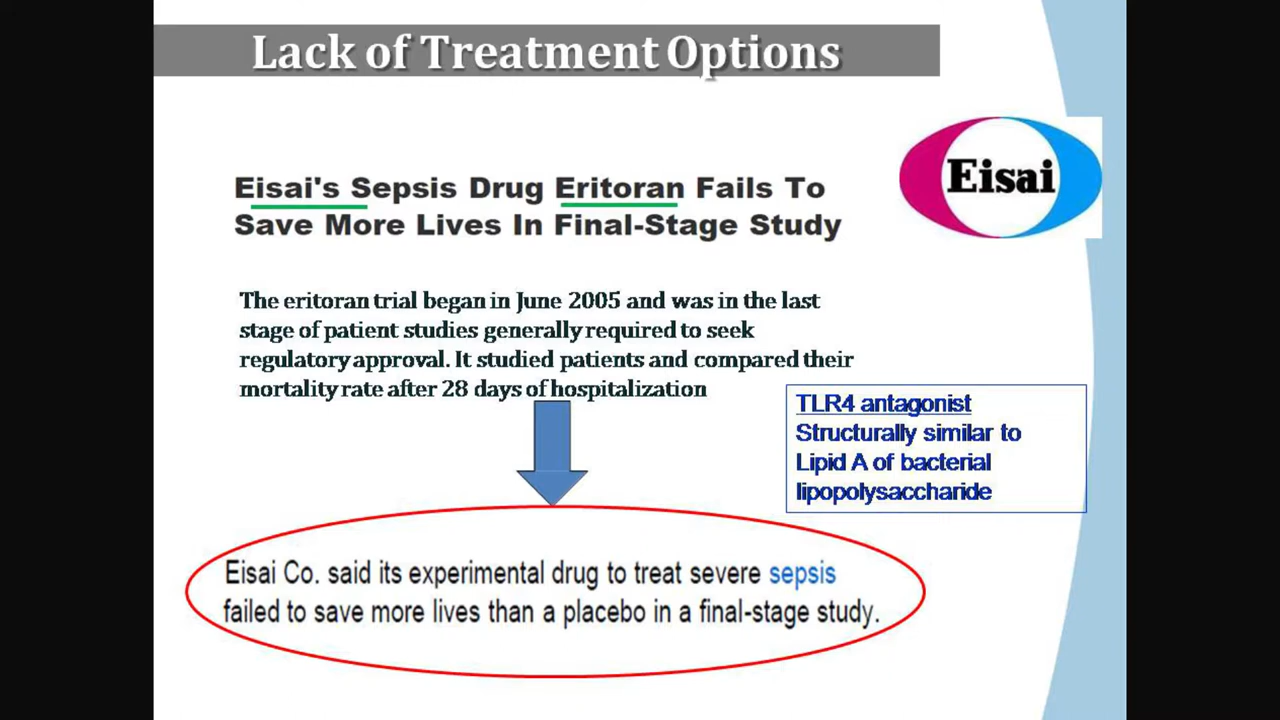 Lack of Treatment Options
Eisai
Eisai's Sepsis Drug Eritoran Fails To
Save More Lives In Final-Stage Study
The eritoran trial began in June 2005 and was in the last
stage of patient studies generally required to seek
regulatory approval. It studied patients and compared their
mortality rate after 28 days of hospitalization
TLR4 antagonist
Structurally similar to
Lipid A of bacterial
lipopolysaccharide
Eisai Co. said its experimental drug to treat severe sepsis
failed to save more lives than a placebo in a final-stage study.